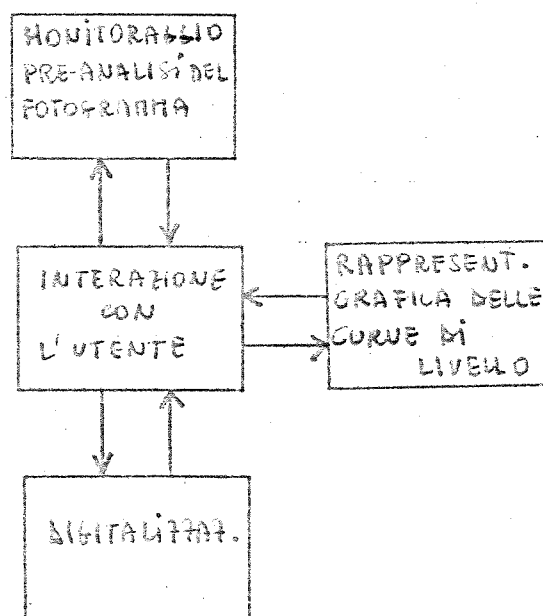 MONITORAGGIO
PRE-ANALISI DEL
FOTOGRAMMA
INTERAZIONE
CON
L'UTENTE
RAPPRESENT.
GRAFICA DELLE
CURVE DI
LIVELLO
DIGITALIZZAZ.